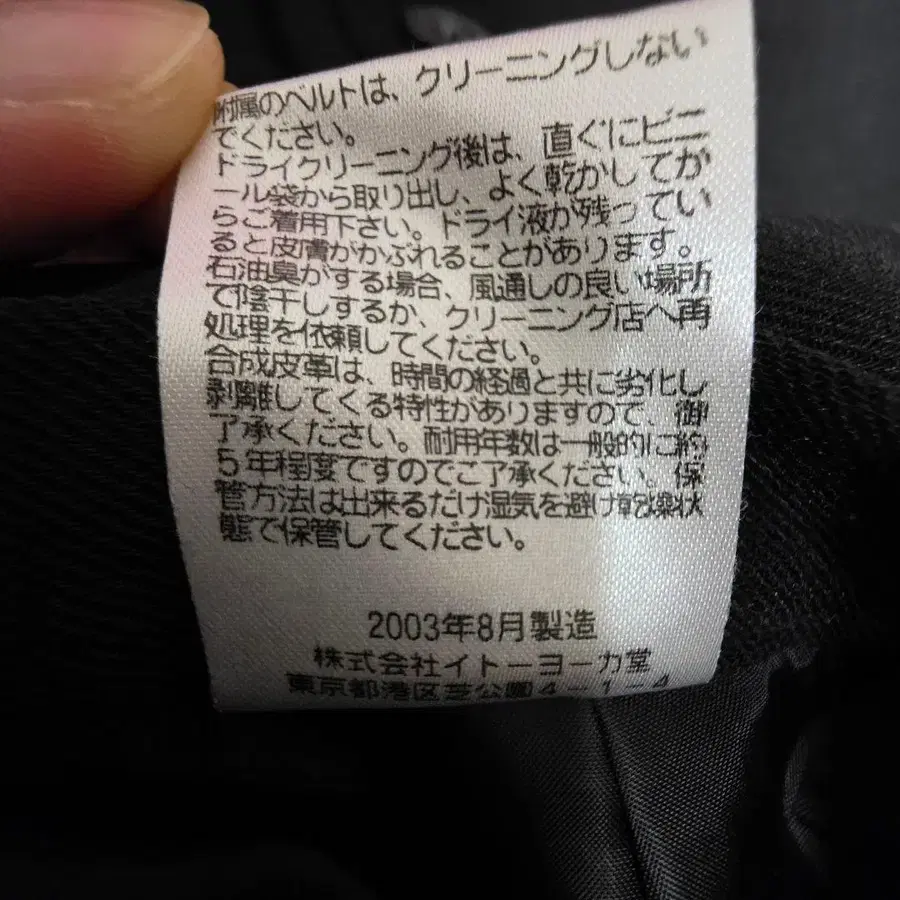 附属のベルトは、クリーニングしない
でください。
ドライクリーニング後は、直ぐにビニ
ール袋から取り出し、よく乾かしてか
らご着用下さい。ドライ液が残ってい
ると皮膚がかぶれることがあります。
石油臭がする場合、風通しの良い場所
で陰干しするか、クリーニング店へ再
処理を依頼してください。
合成皮革は、時間の経過と共に劣化し
剥離してくる特性がありますので、御
了承ください。耐用年数は一般的に約
5年程度ですのでご了承ください。保
管方法は出来るだけ湿気を避け乾燥状
態で保管してください。
2003年8月製造
株式会社イトーヨーカ堂
東京都港区芝公園4-1-4